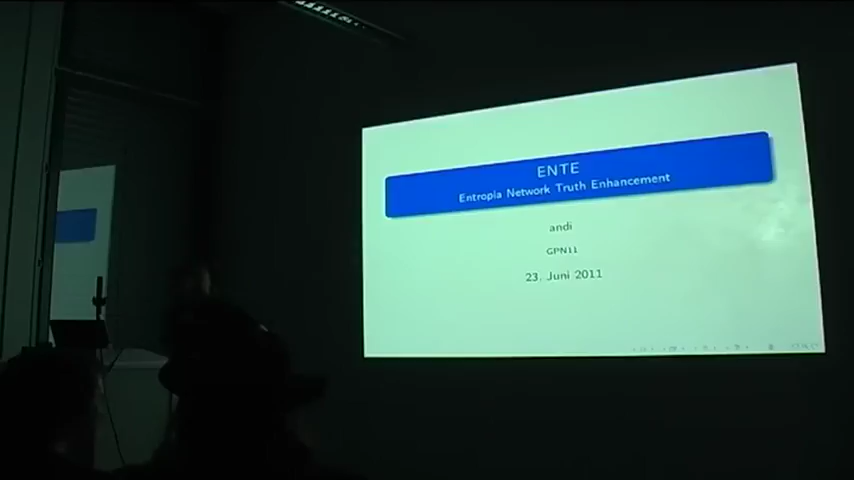 ENTE
Entropia Network Truth Enhancement
andi
GPN11
23. Juni 2011